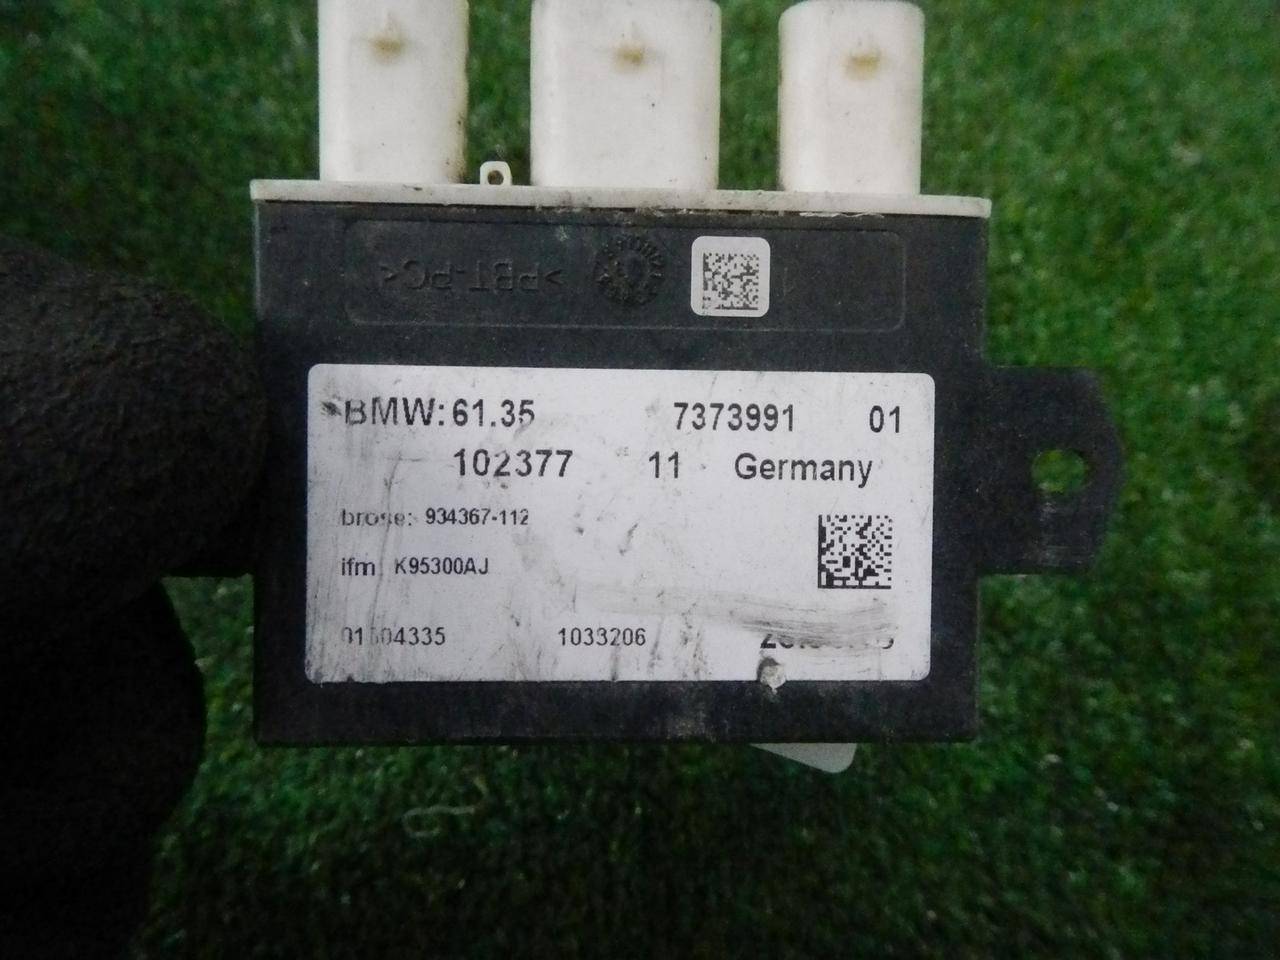 >PBT-PC<
BMW: 61.35 7373991 01
102377 11 Germany
brose: 934367-112
ifm K95300AJ
1033206